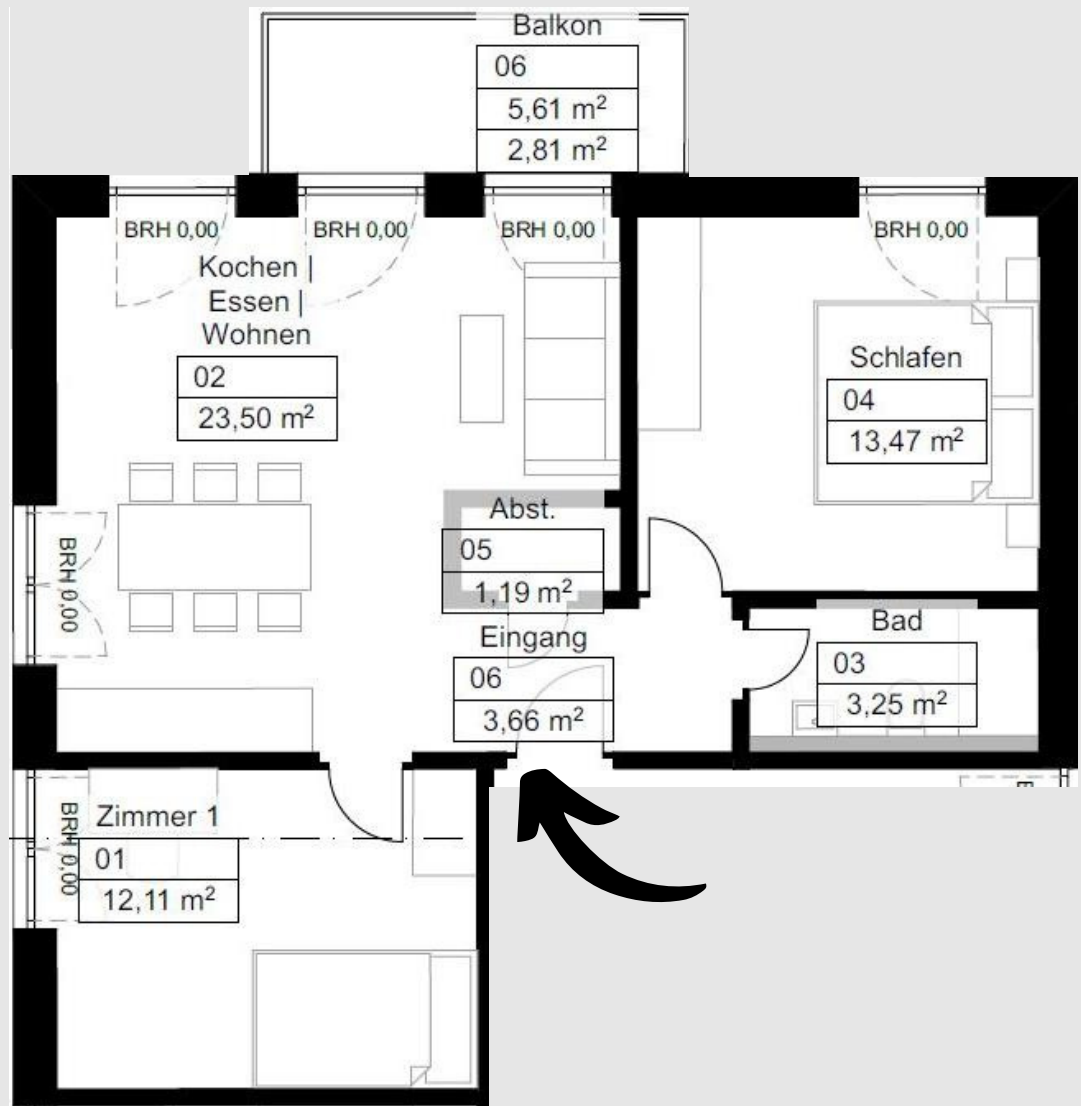 Balkon
06
5,61 m²
2,81 m²
BRH 0,00
BRH 0,00
BRH 0,00
BRH 0,00
Kochen |
Essen |
Wohnen
02
23,50 m²
Schlafen
04
13,47 m²
Abst.
05
1,19 m²
BRH 0,00
Eingang
06
3,66 m²
Bad
03
3,25 m²
BRH 0,00
Zimmer 1
01
12,11 m²